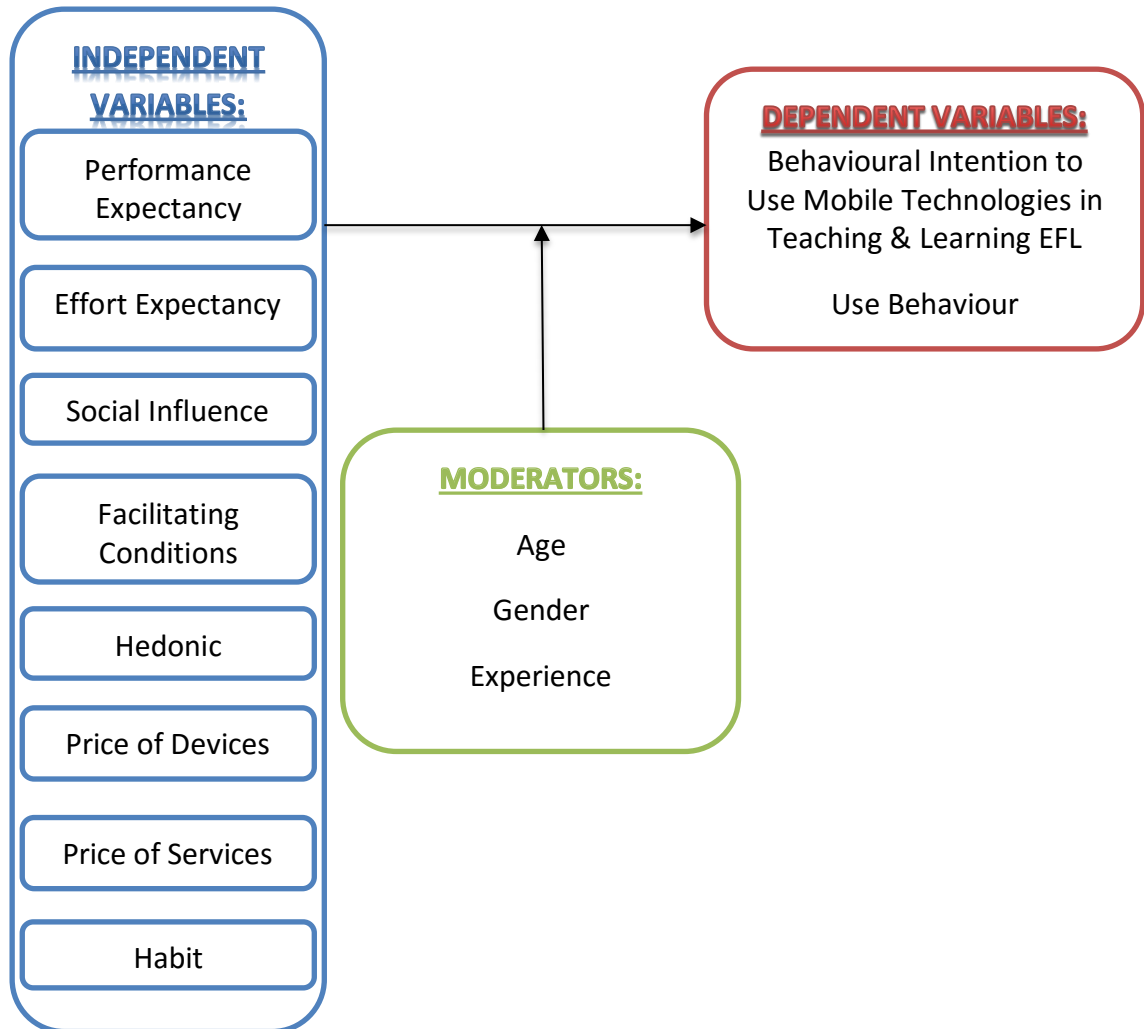 INDEPENDENT
VARIABLES:
Performance
Expectancy
Effort Expectancy
Social Influence
Facilitating
Conditions
Hedonic
Price of Devices
Price of Services
Habit
DEPENDENT VARIABLES:
Behavioural Intention to
Use Mobile Technologies in
Teaching & Learning EFL
Use Behaviour
MODERATORS:
Age
Gender
Experience